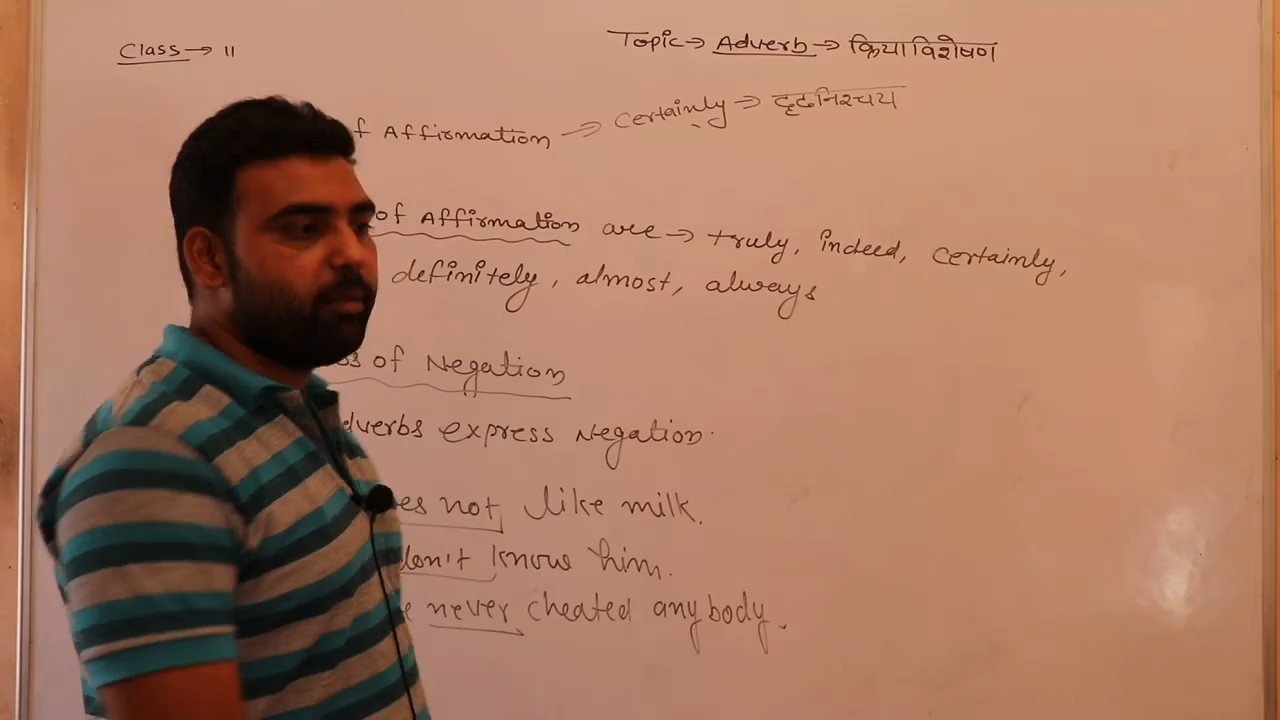 Class → 11
Topic → Adverb → क्रिया विशेषण
f Affirmation → Certainly → दृढ़निश्चय
of Affirmation are → truly, indeed, certainly,
definitely, almost, always
of Negation
dverbs express Negation.
es not like milk.
don't know him.
never cheated anybody.